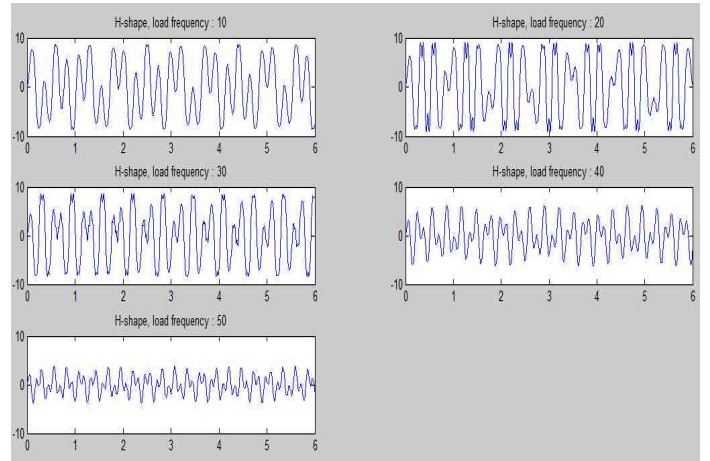 H-shape, load frequency : 10
10
0
-10
0 1 2 3 4 5 6
H-shape, load frequency : 20
10
0
-10
0 1 2 3 4 5 6
H-shape, load frequency : 30
10
0
-10
0 1 2 3 4 5 6
H-shape, load frequency : 40
10
0
-10
0 1 2 3 4 5 6
H-shape, load frequency : 50
10
0
-10
0 1 2 3 4 5 6